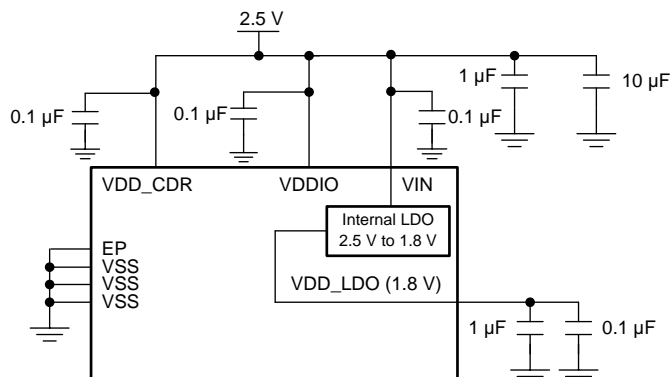 2.5 V
1 µF
10 µF
0.1 µF
0.1 µF
0.1 µF
VDD_CDR
VDDIO
VIN
Internal LDO
2.5 V to 1.8 V
EP
VSS
VSS
VSS
VDD_LDO (1.8 V)
1 µF
0.1 µF